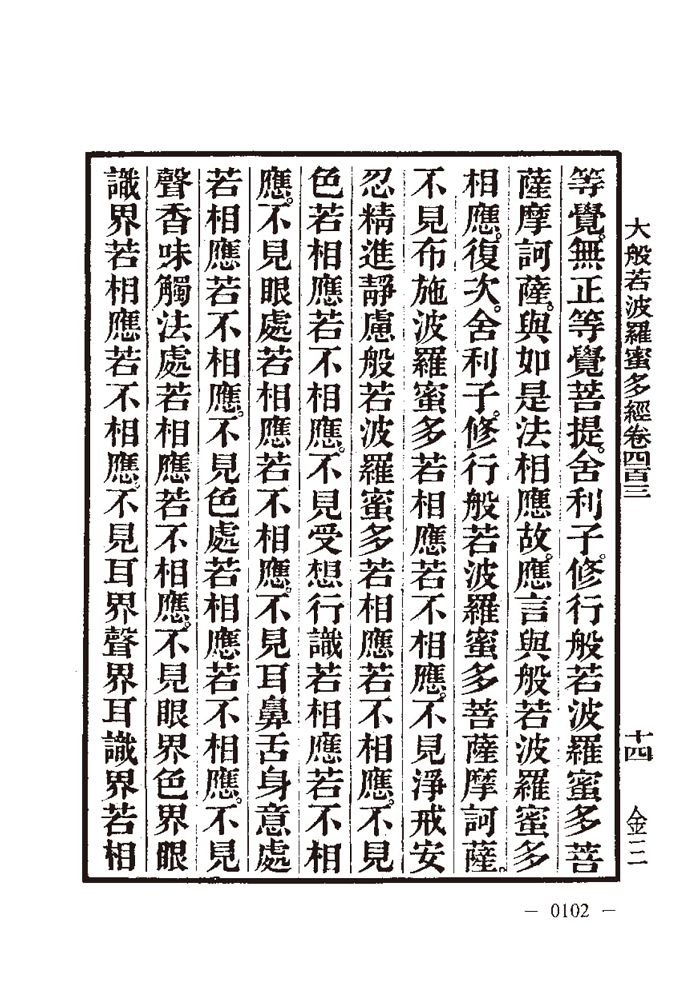 大般若波羅蜜多經卷四百三
十四
金三
等覺。無正等覺菩提。舍利子。修行般若波羅蜜多菩
薩摩訶薩。與如是法相應故。應言與般若波羅蜜多
相應。復次。舍利子。修行般若波羅蜜多菩薩摩訶薩。
不見布施波羅蜜多若相應若不相應。不見淨戒安
忍精進靜慮般若波羅蜜多若相應若不相應。不見
色若相應若不相應。不見受想行識若相應若不相
應。不見眼處若相應若不相應。不見耳鼻舌身意處
若相應若不相應。不見色處若相應若不相應。不見
聲香味觸法處若相應若不相應。不見眼界色界眼
識界若相應若不相應。不見耳界聲界耳識界若相
— 0102 —